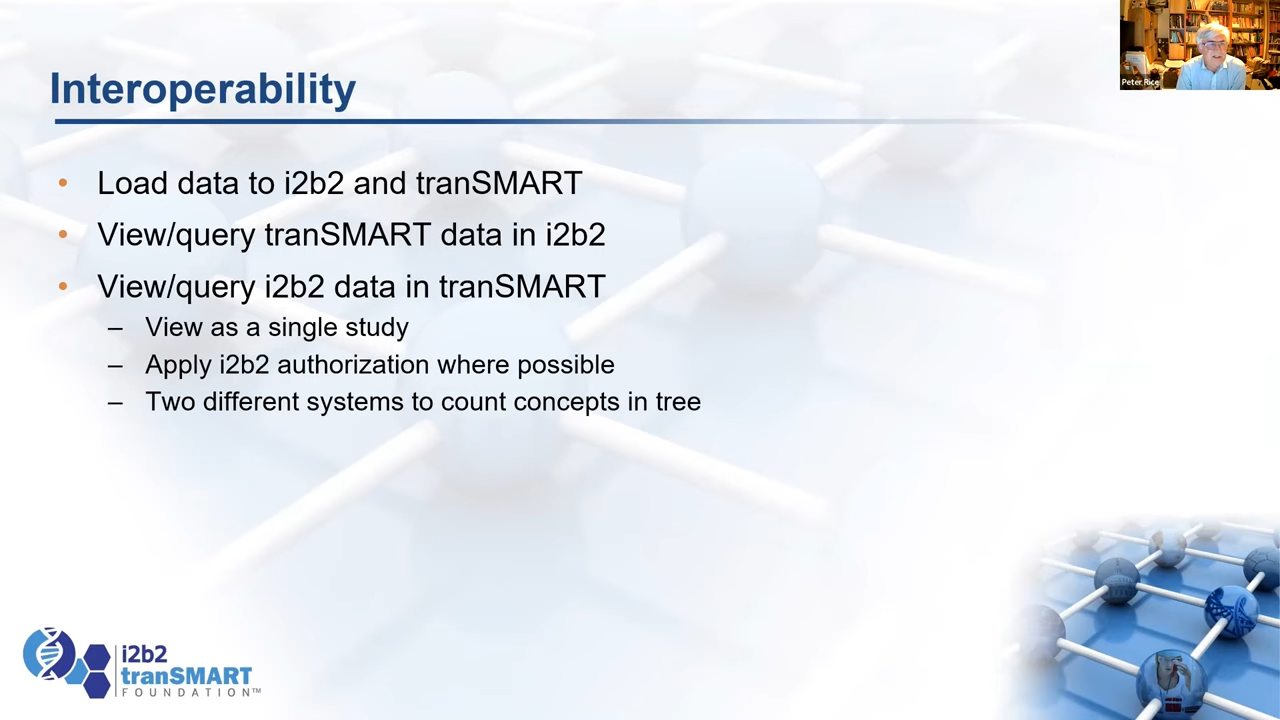 Peter Rice
Interoperability
• Load data to i2b2 and tranSMART
• View/query tranSMART data in i2b2
• View/query i2b2 data in tranSMART
– View as a single study
– Apply i2b2 authorization where possible
– Two different systems to count concepts in tree
i2b2
tranSMART
FOUNDATION™